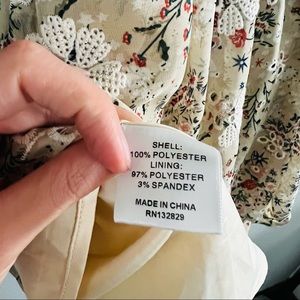 SHELL:
100% POLYESTER
LINING:
97% POLYESTER
3% SPANDEX
MADE IN CHINA
RN132829